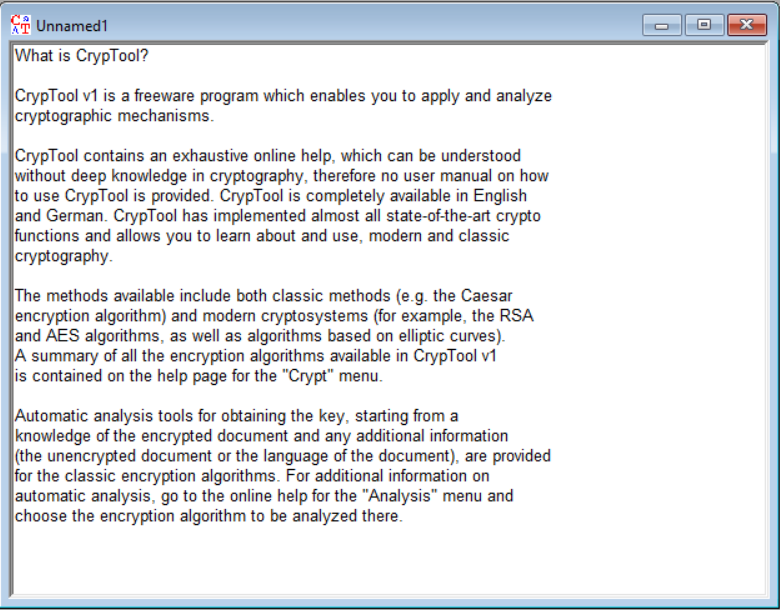 Unnamed1
What is CrypTool?
CrypTool v1 is a freeware program which enables you to apply and analyze
cryptographic mechanisms.
CrypTool contains an exhaustive online help, which can be understood
without deep knowledge in cryptography, therefore no user manual on how
to use CrypTool is provided. CrypTool is completely available in English
and German. CrypTool has implemented almost all state-of-the-art crypto
functions and allows you to learn about and use, modern and classic
cryptography.
The methods available include both classic methods (e.g. the Caesar
encryption algorithm) and modern cryptosystems (for example, the RSA
and AES algorithms, as well as algorithms based on elliptic curves).
A summary of all the encryption algorithms available in CrypTool v1
is contained on the help page for the "Crypt" menu.
Automatic analysis tools for obtaining the key, starting from a
knowledge of the encrypted document and any additional information
(the unencrypted document or the language of the document), are provided
for the classic encryption algorithms. For additional information on
automatic analysis, go to the online help for the "Analysis" menu and
choose the encryption algorithm to be analyzed there.